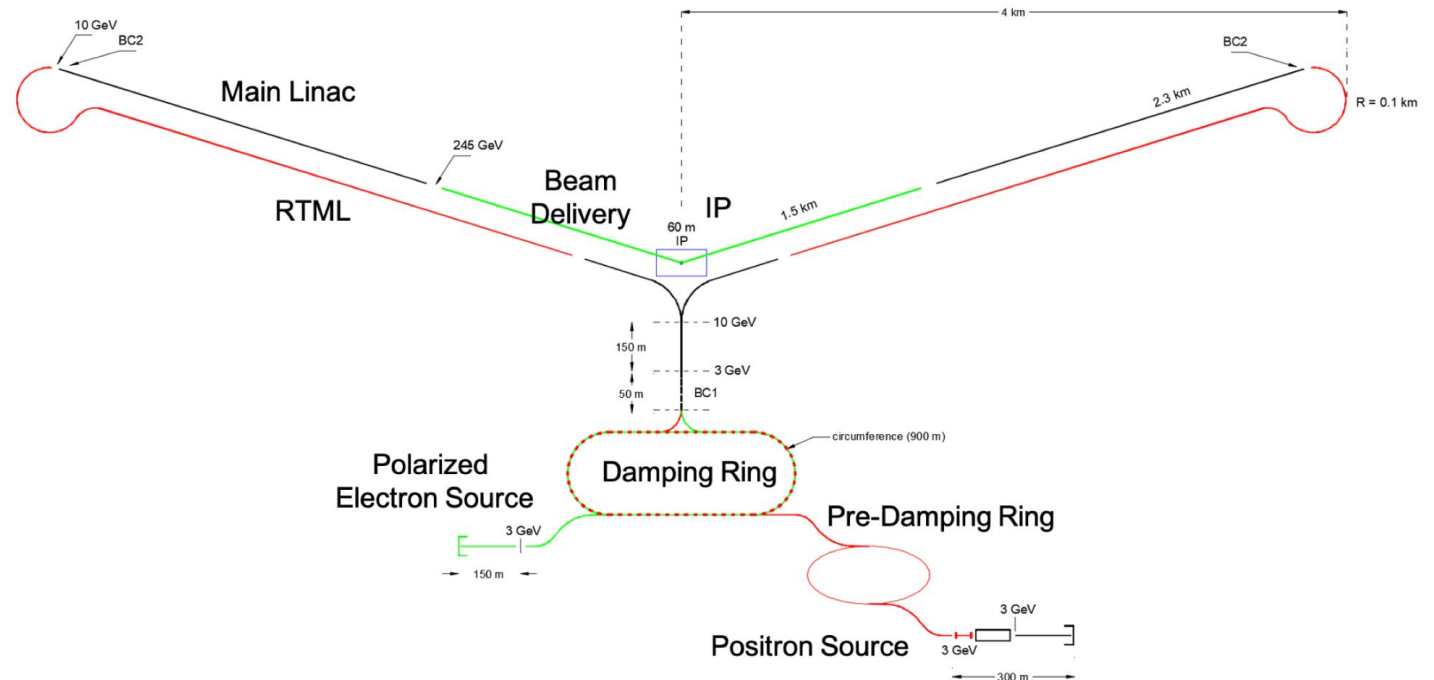 4 km
10 GeV
BC2
BC2
Main Linac
2.3 km
R = 0.1 km
245 GeV
Beam
Delivery
IP
RTML
1.5 km
60 m
IP
10 GeV
150 m
3 GeV
50 m
BC1
circumference (900 m)
Polarized
Electron Source
Damping Ring
Pre-Damping Ring
3 GeV
150 m
3 GeV
Positron Source
3 GeV
300 m